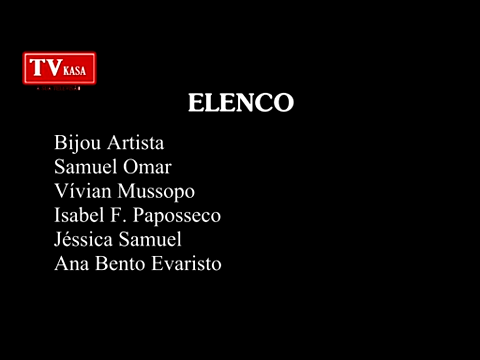 TV KASA
ELENCO
Bijou Artista
Samuel Omar
Vívian Mussopo
Isabel F. Paposseco
Jéssica Samuel
Ana Bento Evaristo